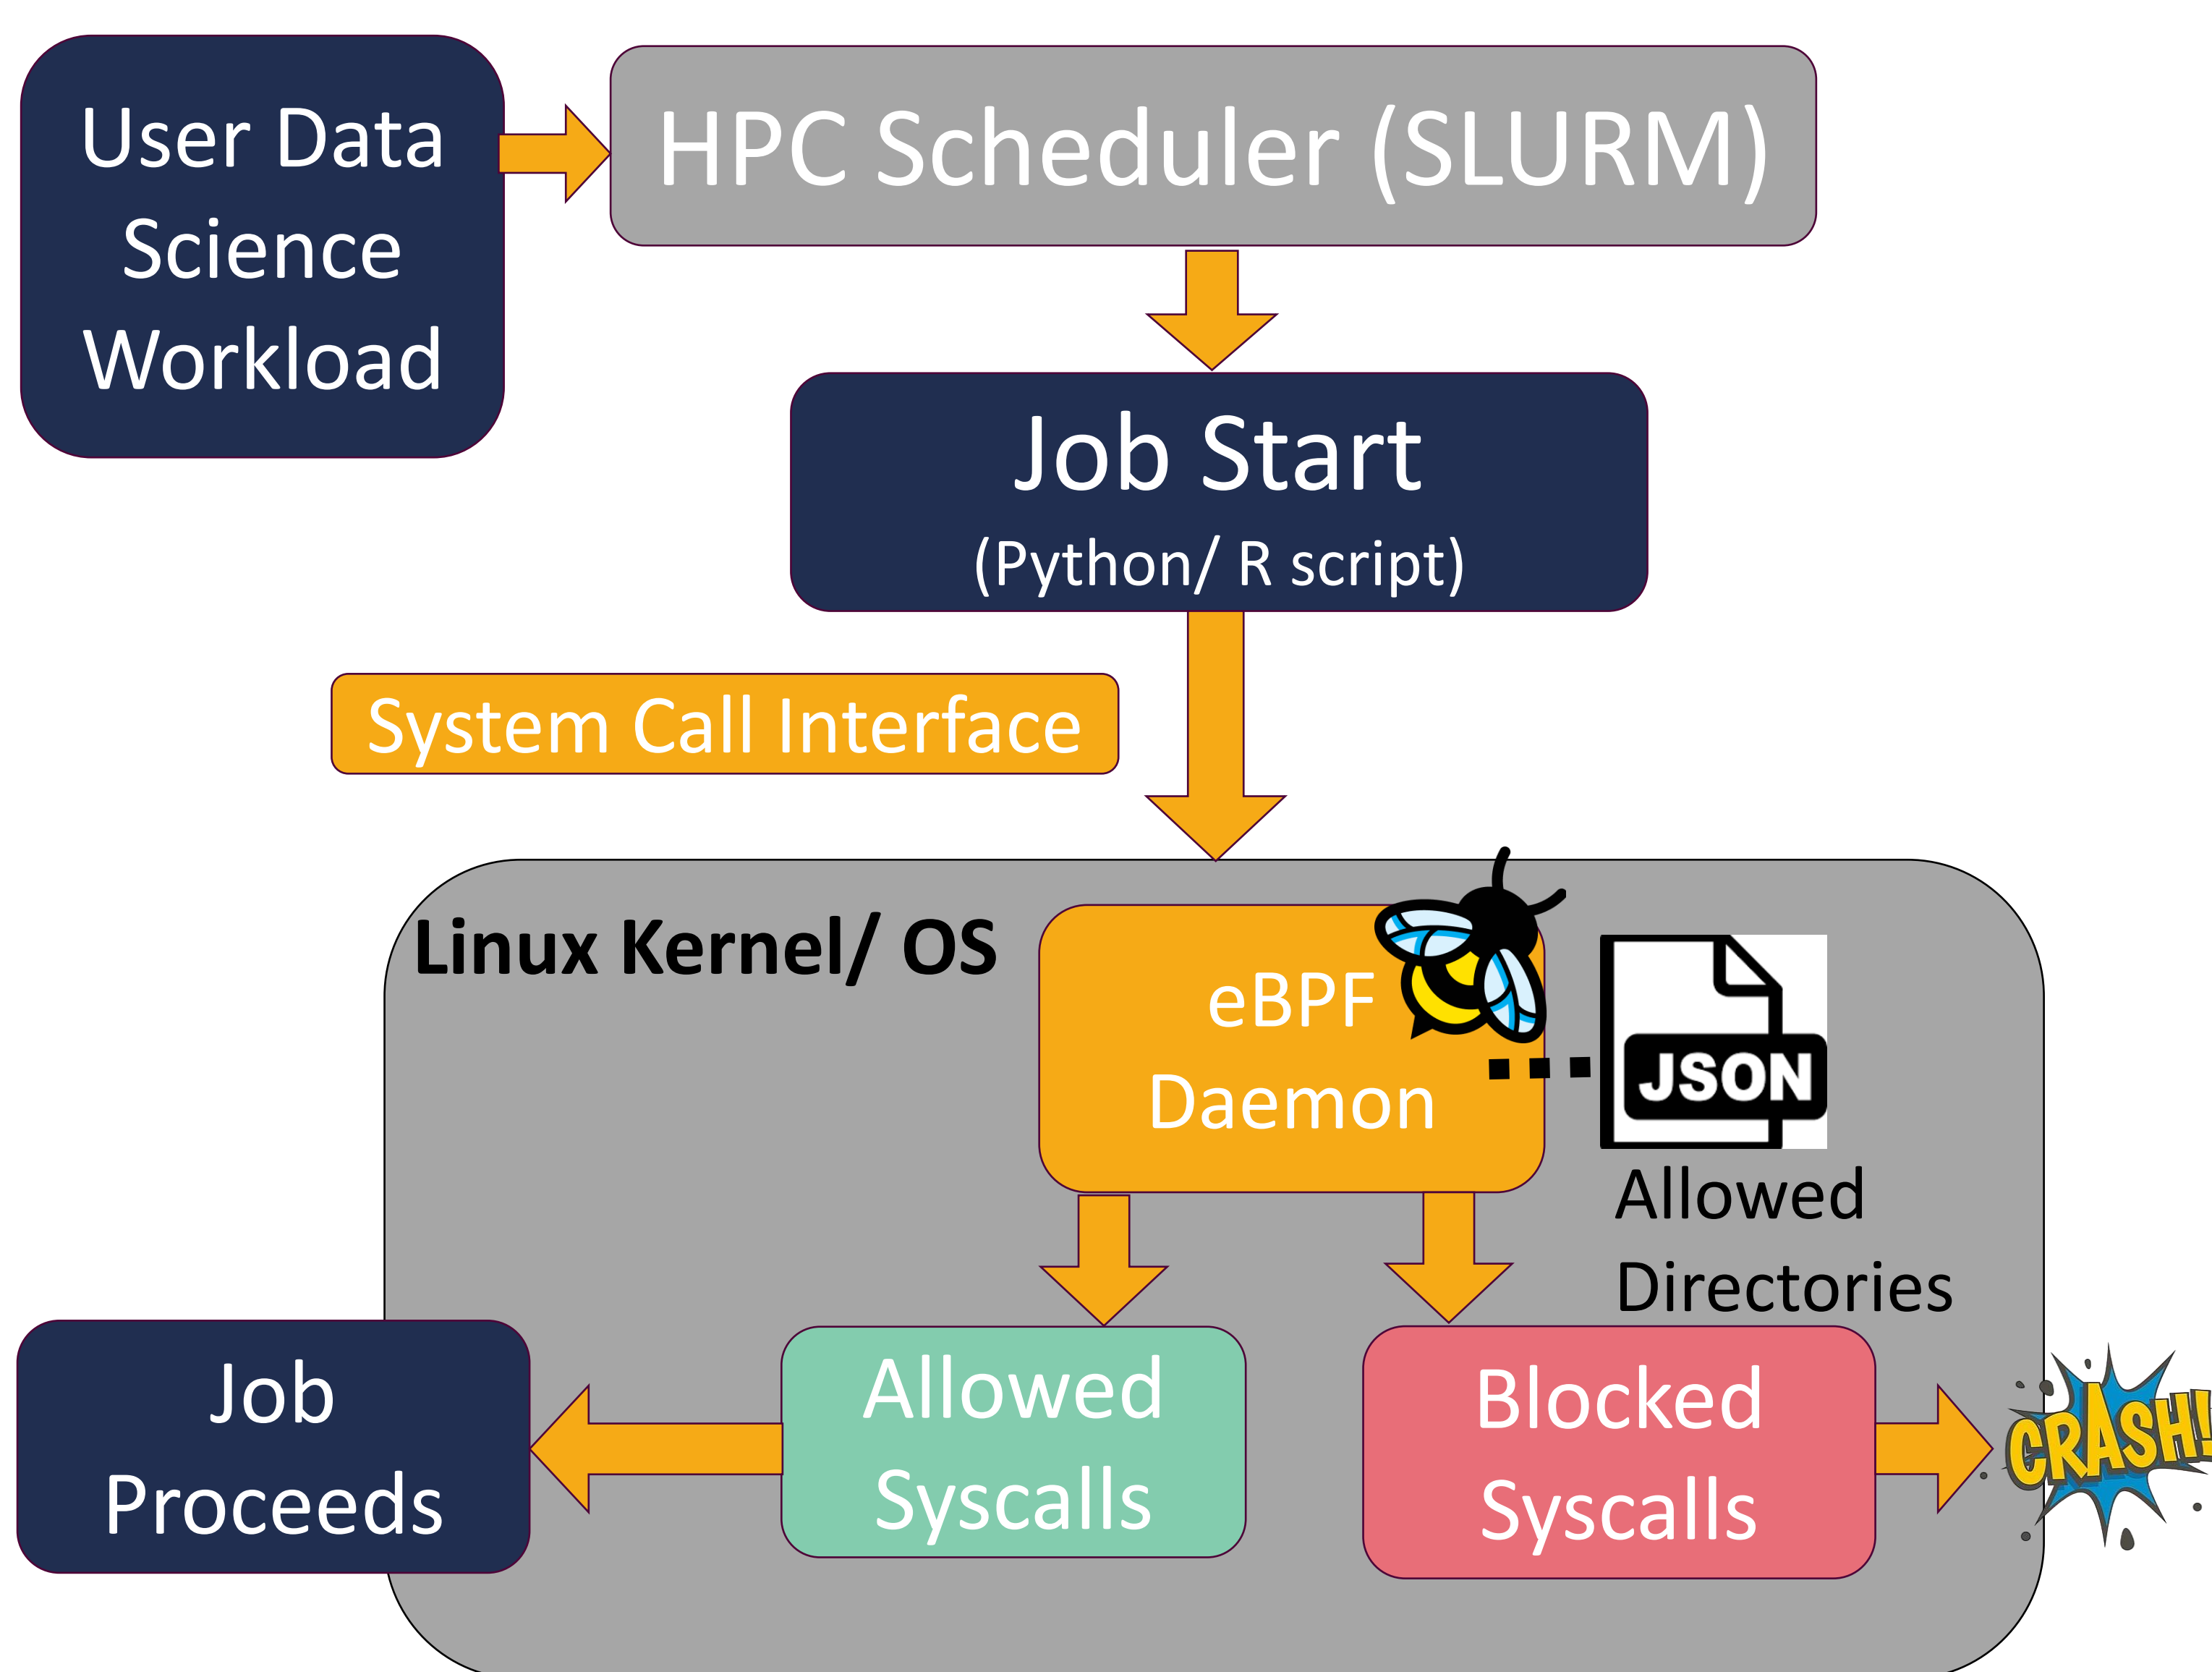 User Data
Science
Workload
HPC Scheduler (SLURM)
Job Start
(Python/ R script)
System Call Interface
Linux Kernel/ OS
eBPF
Daemon
JSON
Allowed
Directories
Job
Proceeds
Allowed
Syscalls
Blocked
Syscalls
CRASH!